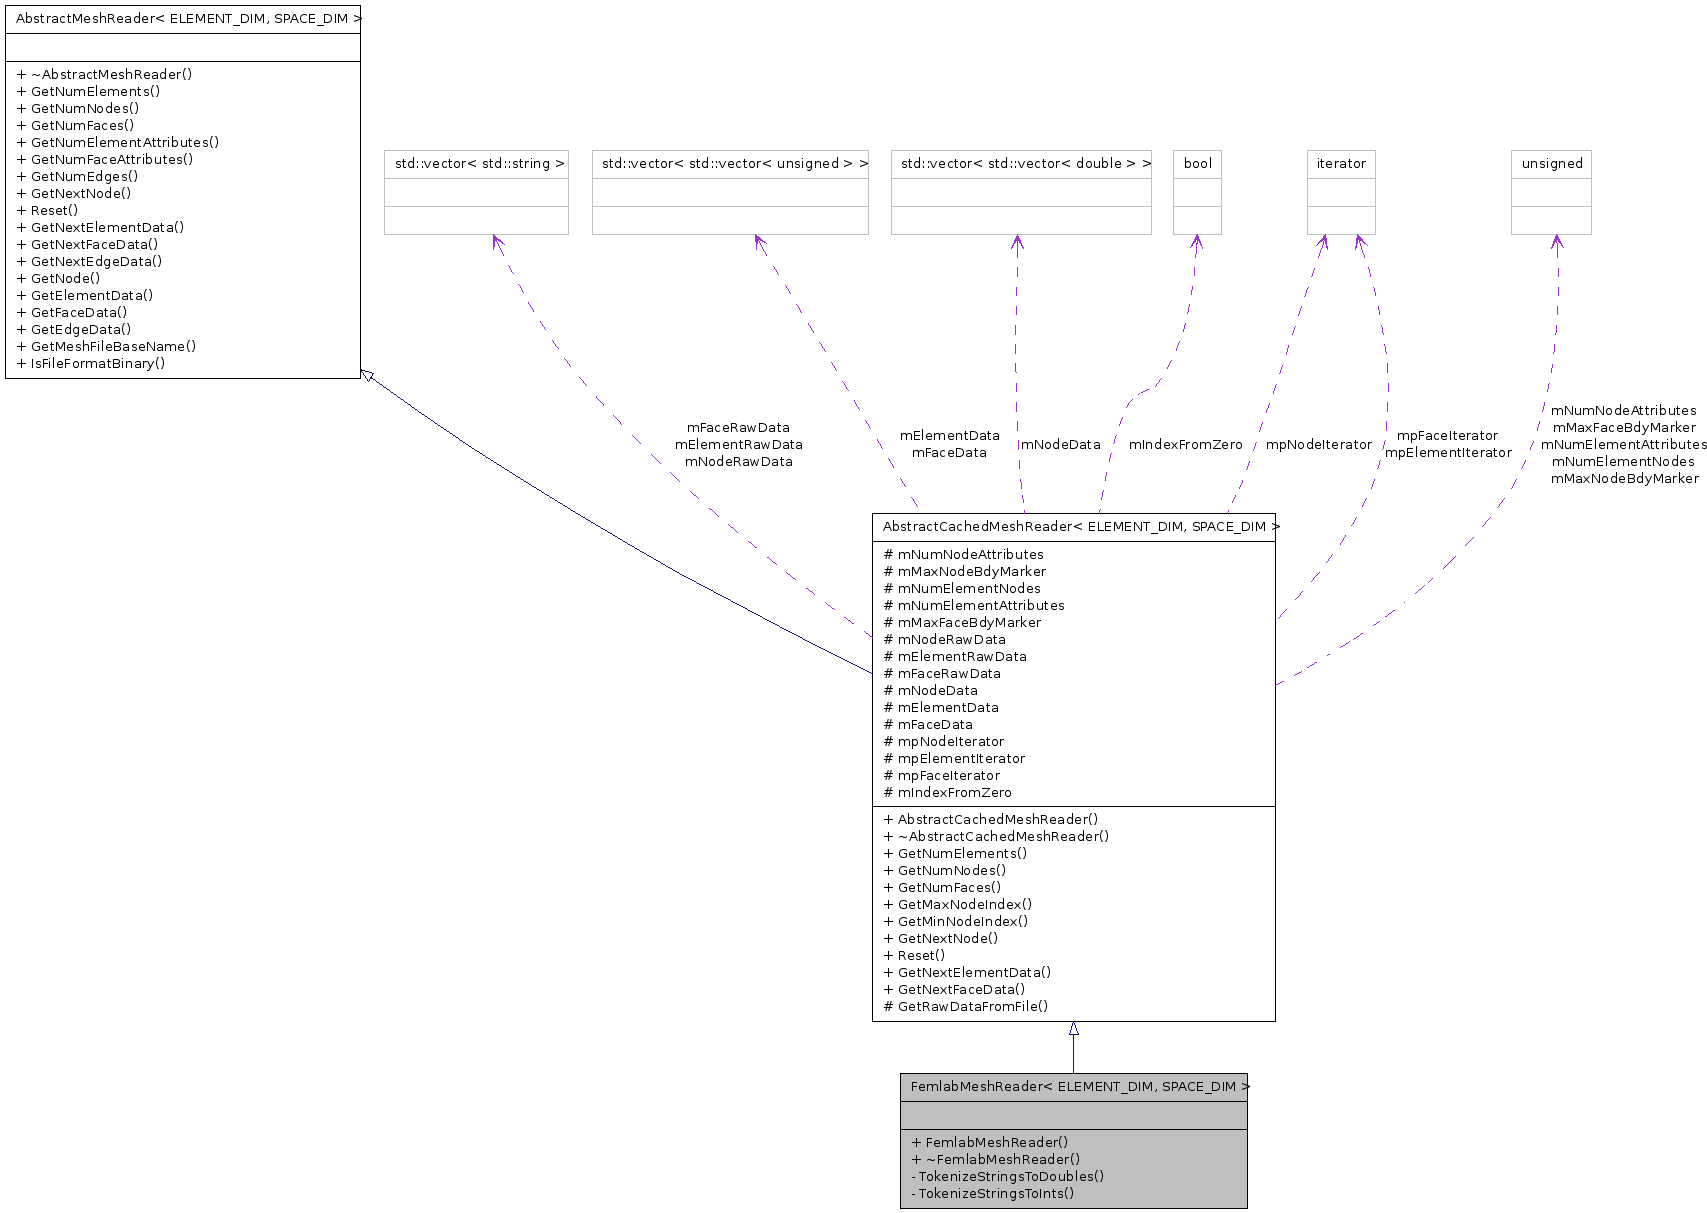 AbstractMeshReader< ELEMENT_DIM, SPACE_DIM >
+ ~AbstractMeshReader()
+ GetNumElements()
+ GetNumNodes()
+ GetNumFaces()
+ GetNumElementAttributes()
+ GetNumFaceAttributes()
+ GetNumEdges()
+ GetNextNode()
+ Reset()
+ GetNextElementData()
+ GetNextFaceData()
+ GetNextEdgeData()
+ GetNode()
+ GetElementData()
+ GetFaceData()
+ GetEdgeData()
+ GetMeshFileBaseName()
+ IsFileFormatBinary()
std::vector< std::string >
std::vector< std::vector< unsigned > >
std::vector< std::vector< double > >
bool
iterator
unsigned
mFaceRawData
mElementRawData
mNodeRawData
mElementData
mFaceData
mNodeData
mIndexFromZero
mpNodeIterator
mpFaceIterator
mpElementIterator
mNumNodeAttributes
mMaxFaceBdyMarker
mNumElementAttributes
mNumElementNodes
mMaxNodeBdyMarker
AbstractCachedMeshReader< ELEMENT_DIM, SPACE_DIM >
# mNumNodeAttributes
# mMaxNodeBdyMarker
# mNumElementNodes
# mNumElementAttributes
# mMaxFaceBdyMarker
# mNodeRawData
# mElementRawData
# mFaceRawData
# mNodeData
# mElementData
# mFaceData
# mpNodeIterator
# mpElementIterator
# mpFaceIterator
# mIndexFromZero
+ AbstractCachedMeshReader()
+ ~AbstractCachedMeshReader()
+ GetNumElements()
+ GetNumNodes()
+ GetNumFaces()
+ GetMaxNodeIndex()
+ GetMinNodeIndex()
+ GetNextNode()
+ Reset()
+ GetNextElementData()
+ GetNextFaceData()
# GetRawDataFromFile()
FemlabMeshReader< ELEMENT_DIM, SPACE_DIM >
+ FemlabMeshReader()
+ ~FemlabMeshReader()
- TokenizeStringsToDoubles()
- TokenizeStringsToInts()